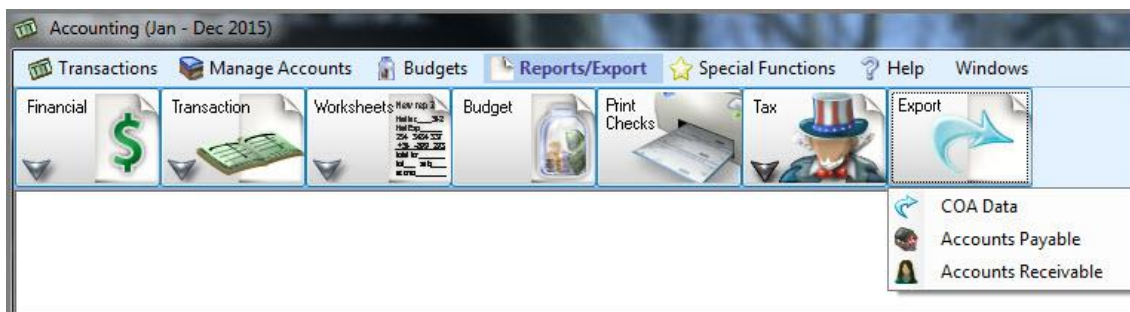 Accounting (Jan - Dec 2015)
Transactions Manage Accounts Budgets Reports/Export Special Functions Help Windows
Financial Transaction Worksheets Budget Print Checks Tax Export
COA Data
Accounts Payable
Accounts Receivable